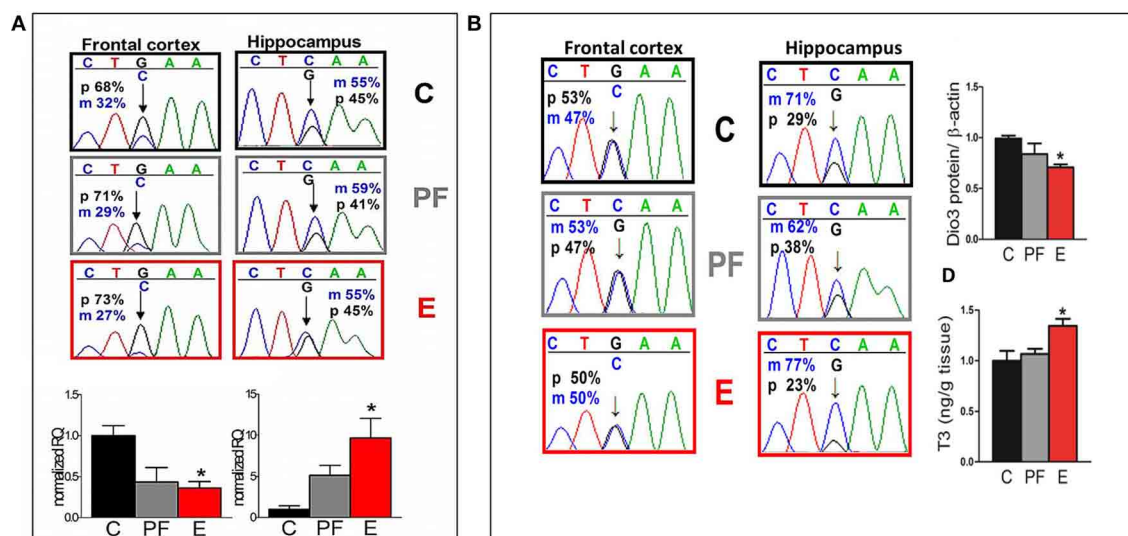 A
Frontal cortex
C T G A A
C
p 68%
m 32%
Hippocampus
C T C A A
G
m 55%
p 45%
C
C T G A A
C
p 71%
m 29%
C T C A A
G
m 59%
p 41%
PF
C T G A A
C
p 73%
m 27%
C T C A A
G
m 55%
p 45%
E
normalized RQ
1.5
1.0
0.5
0.0
*
C PF E
normalized RQ
15
10
5
0
*
C PF E
B
Frontal cortex
C T G A A
C
p 53%
m 47%
Hippocampus
C T C A A
G
m 71%
p 29%
C
C T C A A
G
m 53%
p 47%
C T C A A
G
m 62%
p 38%
PF
C T G A A
C
p 50%
m 50%
C T C A A
G
m 77%
p 23%
E
Dio3 protein/ β-actin
1.5
1.0
0.5
0.0
*
C PF E
D
T3 (ng/g tissue)
1.5
1.0
0.5
0.0
*
C PF E